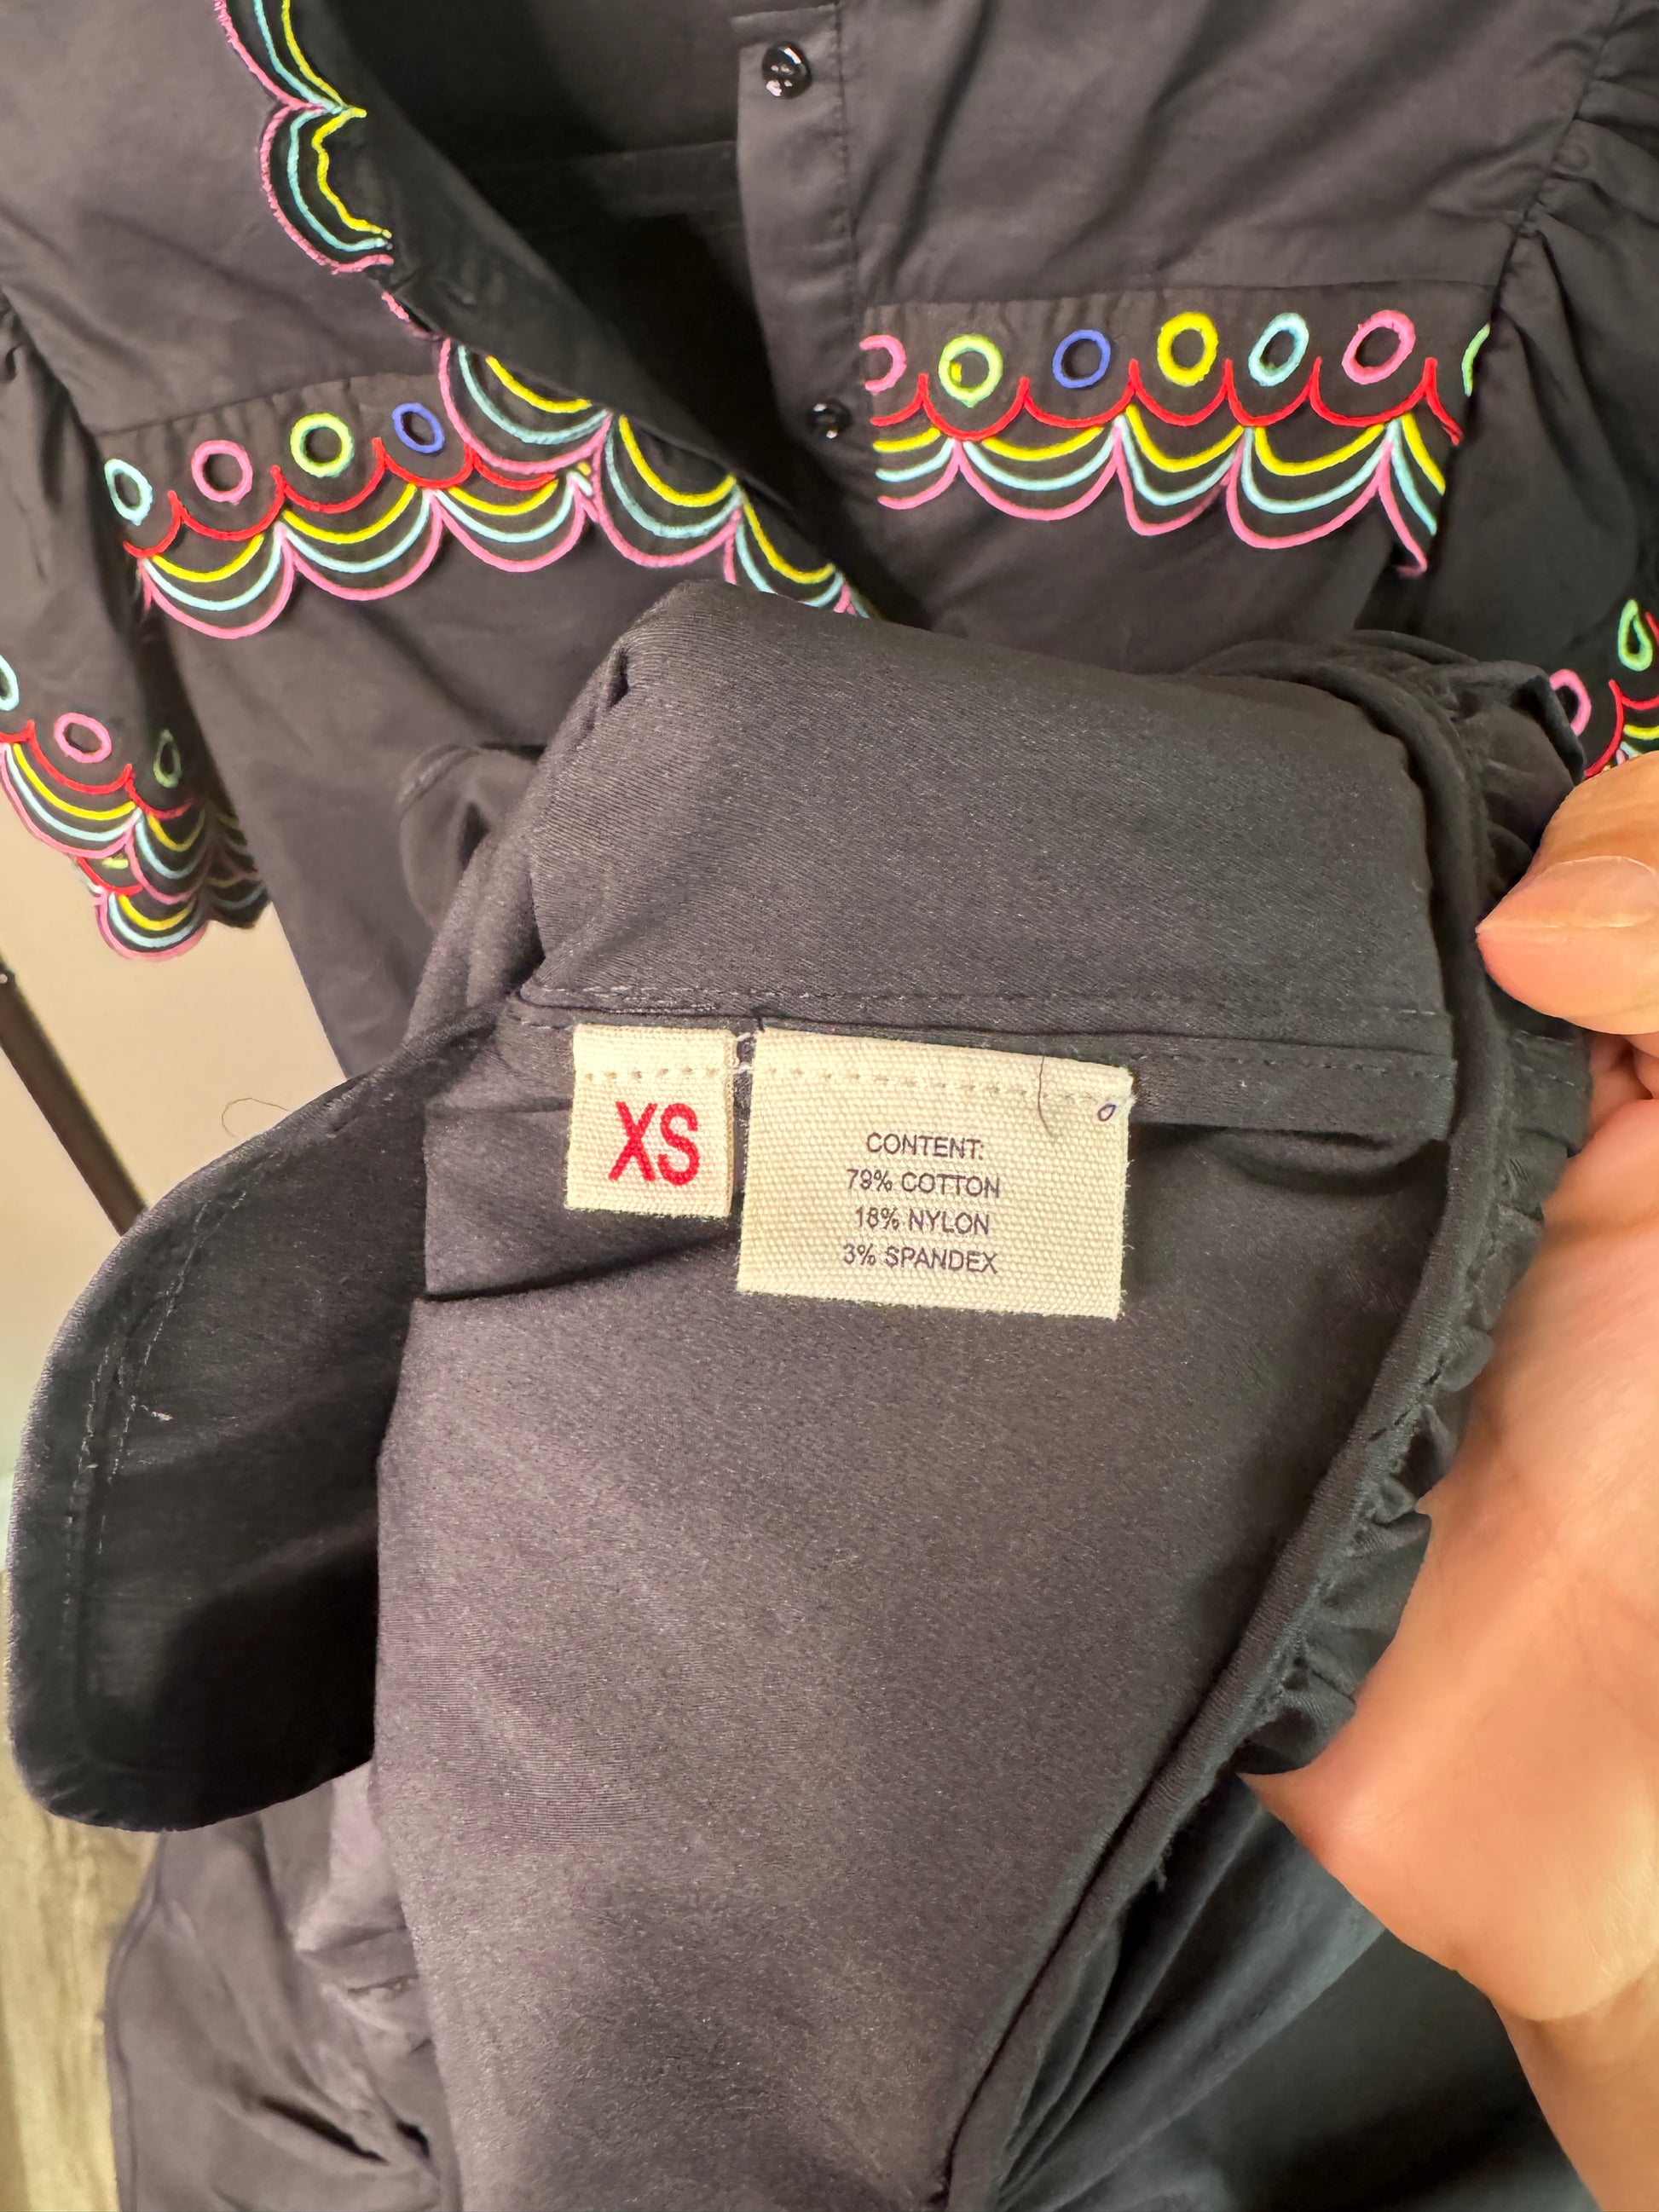 XS
CONTENT:
79% COTTON
18% NYLON
3% SPANDEX